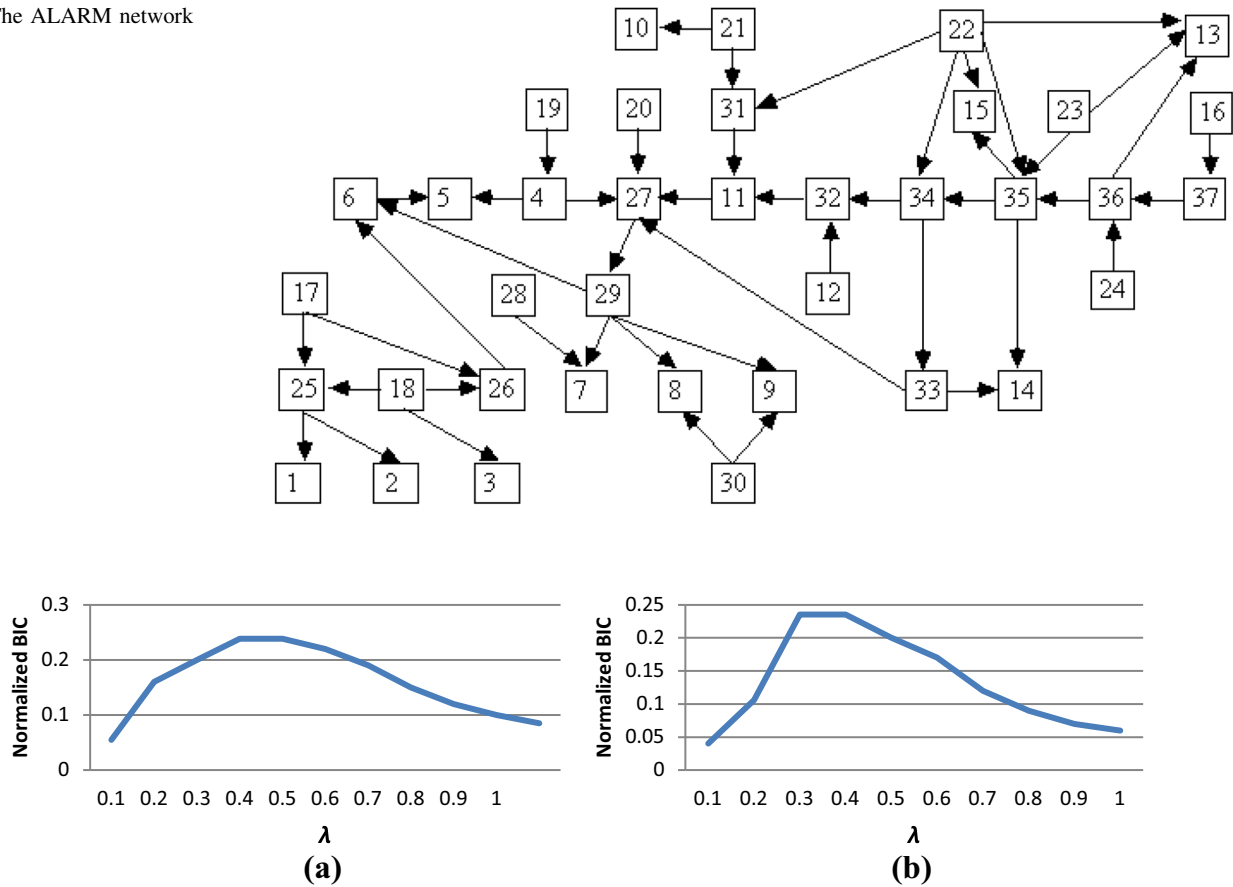 The ALARM network
10 21 22 13
19 20 31 15 23 16
6 5 4 27 11 32 34 35 36 37
17 28 29 12 24
25 18 26 7 8 9 33 14
1 2 3 30
Normalized BIC
0.3
0.2
0.1
0
0.1 0.2 0.3 0.4 0.5 0.6 0.7 0.8 0.9 1
λ
(a)
Normalized BIC
0.25
0.2
0.15
0.1
0.05
0
0.1 0.2 0.3 0.4 0.5 0.6 0.7 0.8 0.9 1
λ
(b)